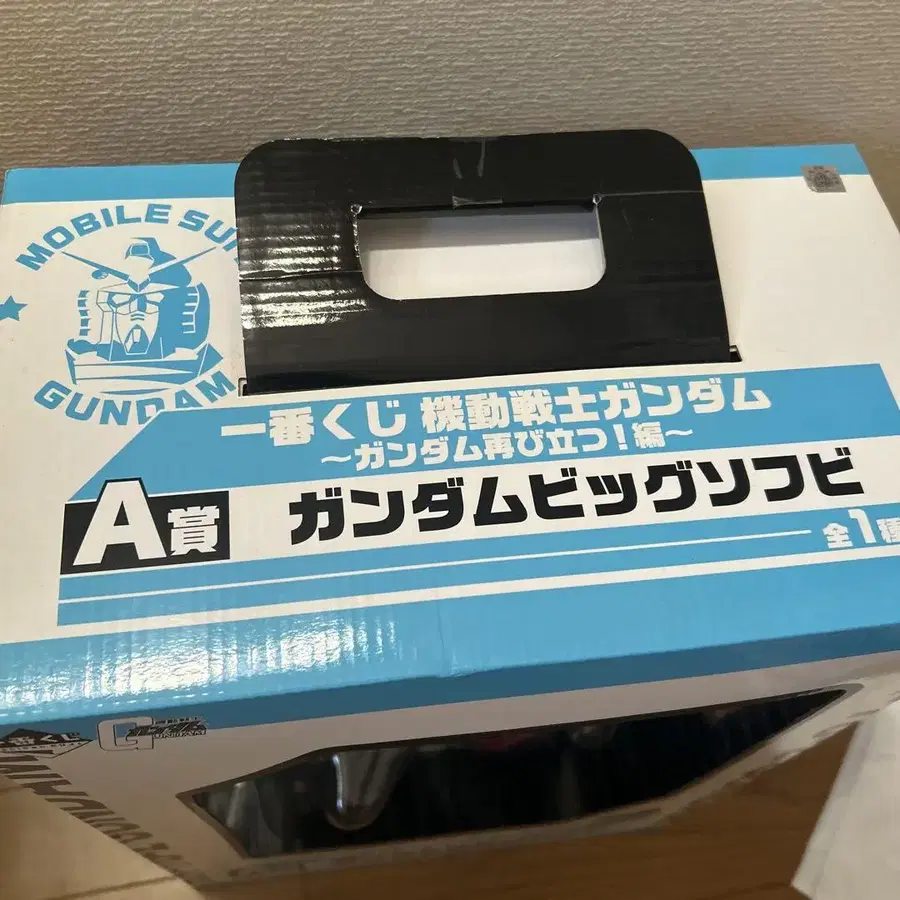 MOBILE SUI
GUNDAM
一番くじ 機動戦士ガンダム
～ガンダム再び立つ！編～
A賞 ガンダムビッグソフビ
全1種